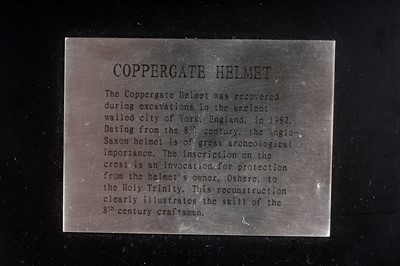 COPPERGATE HELMET
The Coppergate Helmet was recovered
during excavations in the ancient
walled city of York, England, in 1982.
Dating from the 8th century, the Anglo-
Saxon helmet is of great archeological
importance. The inscription on the
crest is an invocation for protection
from the helmet's owner, Oshere, to
the Holy Trinity. This reconstruction
clearly illustrates the skill of the
8th century craftsmen.